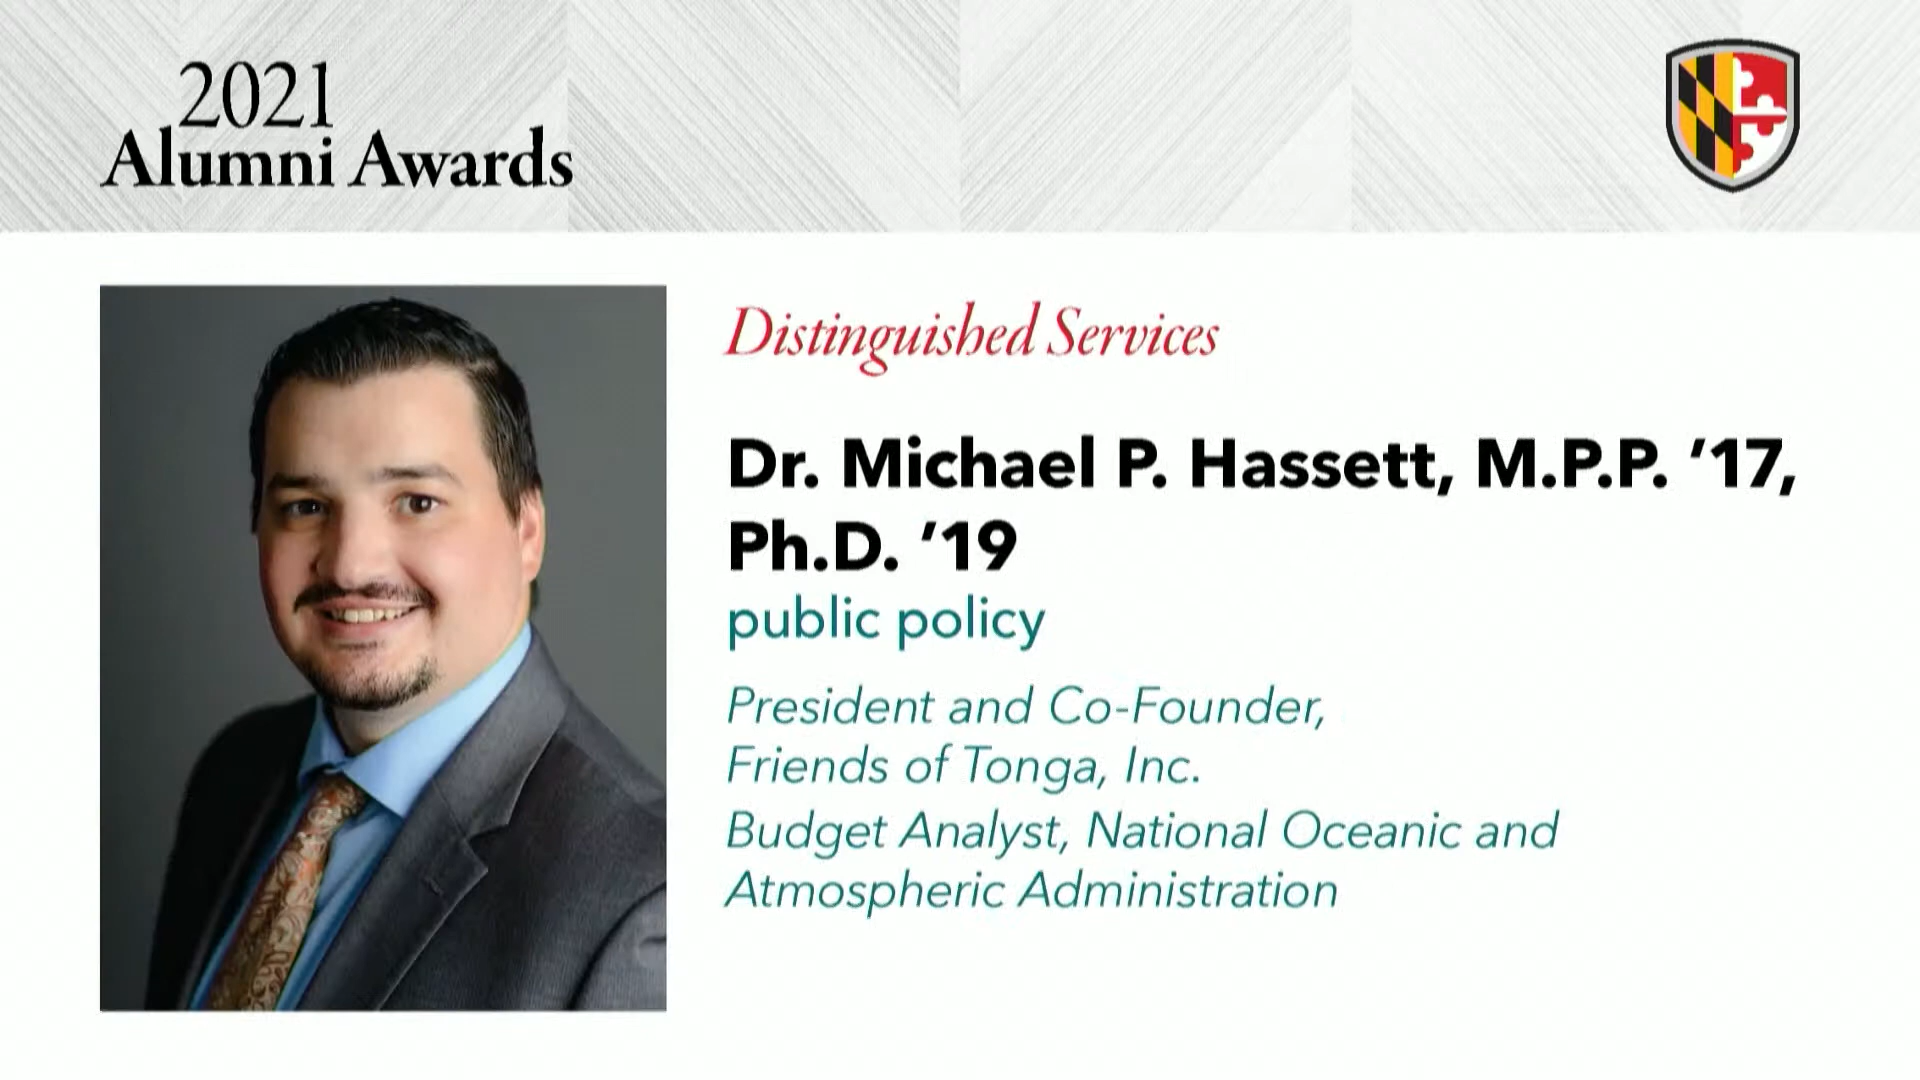 2021
Alumni Awards
Distinguished Services
Dr. Michael P. Hassett, M.P.P. ’17,
Ph.D. ’19
public policy
President and Co-Founder,
Friends of Tonga, Inc.
Budget Analyst, National Oceanic and
Atmospheric Administration